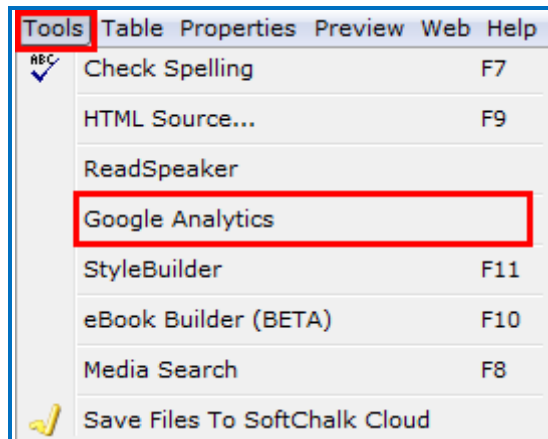 Tools Table Properties Preview Web Help
ABC
Check Spelling F7
HTML Source... F9
ReadSpeaker
Google Analytics
StyleBuilder F11
eBook Builder (BETA) F10
Media Search F8
Save Files To SoftChalk Cloud